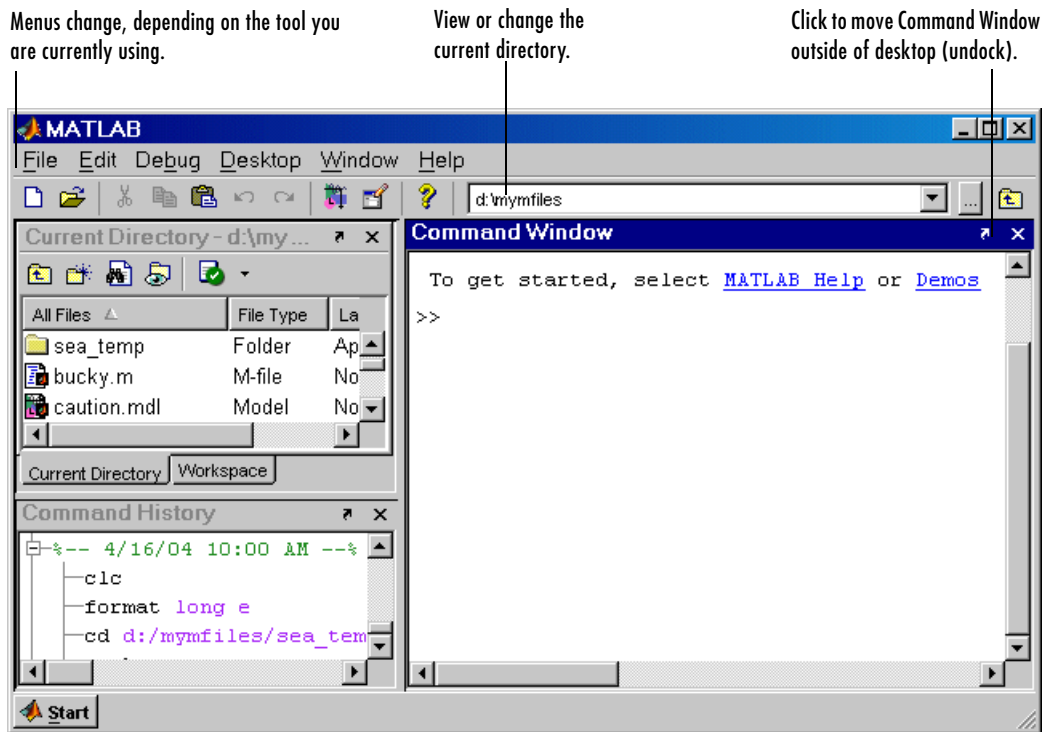 Menus change, depending on the tool you
are currently using.
View or change the
current directory.
Click to move Command Window
outside of desktop (undock).
MATLAB
File Edit Debug Desktop Window Help
d:\mymfiles
...
Current Directory - d:\my ...
All Files File Type La
sea_temp Folder Ap
bucky.m M-file No
caution.mdl Model No
Current Directory Workspace
Command History
%-- 4/16/04 10:00 AM --%
clc
format long e
cd d:/mymfiles/sea_tem
Command Window
To get started, select MATLAB Help or Demos
>>
Start